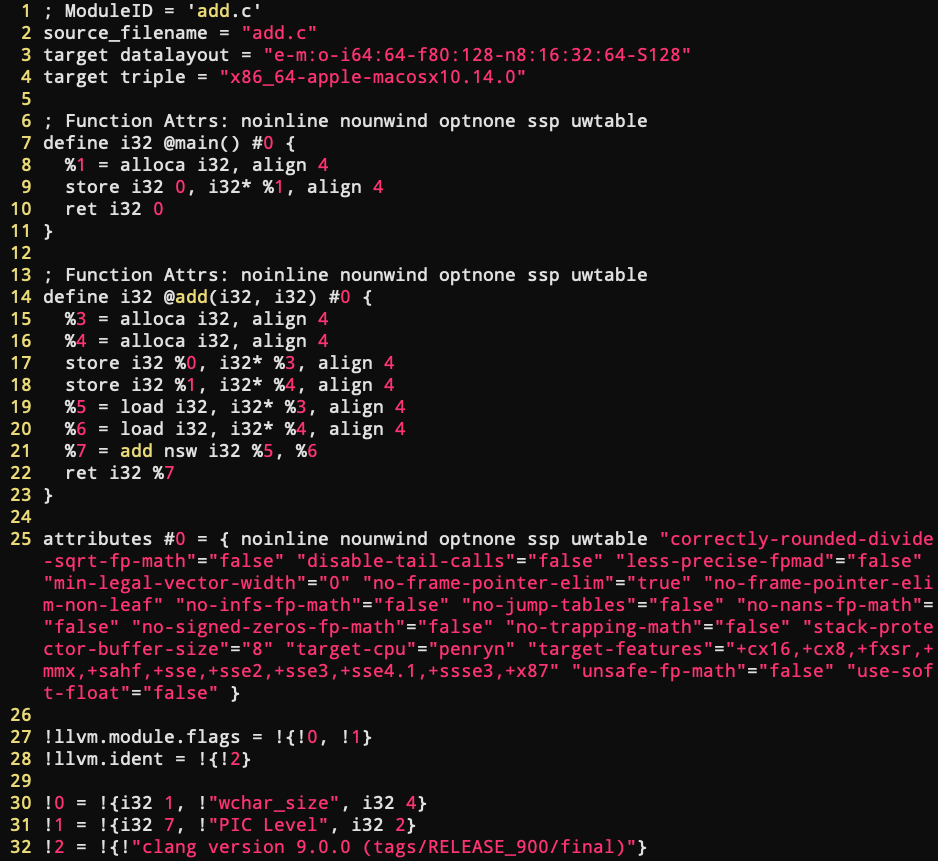 1 ; ModuleID = 'add.c'
2 source_filename = "add.c"
3 target datalayout = "e-m:o-i64:64-f80:128-n8:16:32:64-S128"
4 target triple = "x86_64-apple-macosx10.14.0"
5
6 ; Function Attrs: noinline nounwind optnone ssp uwtable
7 define i32 @main() #0 {
8   %1 = alloca i32, align 4
9   store i32 0, i32* %1, align 4
10   ret i32 0
11 }
12
13 ; Function Attrs: noinline nounwind optnone ssp uwtable
14 define i32 @add(i32, i32) #0 {
15   %3 = alloca i32, align 4
16   %4 = alloca i32, align 4
17   store i32 %0, i32* %3, align 4
18   store i32 %1, i32* %4, align 4
19   %5 = load i32, i32* %3, align 4
20   %6 = load i32, i32* %4, align 4
21   %7 = add nsw i32 %5, %6
22   ret i32 %7
23 }
24
25 attributes #0 = { noinline nounwind optnone ssp uwtable "correctly-rounded-divide
-sqrt-fp-math"="false" "disable-tail-calls"="false" "less-precise-fpmad"="false"
"min-legal-vector-width"="0" "no-frame-pointer-elim"="true" "no-frame-pointer-eli
m-non-leaf" "no-infs-fp-math"="false" "no-jump-tables"="false" "no-nans-fp-math"=
"false" "no-signed-zeros-fp-math"="false" "no-trapping-math"="false" "stack-prote
ctor-buffer-size"="8" "target-cpu"="penryn" "target-features"="+cx16,+cx8,+fxsr,+
mmx,+sahf,+sse,+sse2,+sse3,+sse4.1,+ssse3,+x87" "unsafe-fp-math"="false" "use-sof
t-float"="false" }
26
27 !llvm.module.flags = !{!0, !1}
28 !llvm.ident = !{!2}
29
30 !0 = !{i32 1, !"wchar_size", i32 4}
31 !1 = !{i32 7, !"PIC Level", i32 2}
32 !2 = !{!"clang version 9.0.0 (tags/RELEASE_900/final)"}